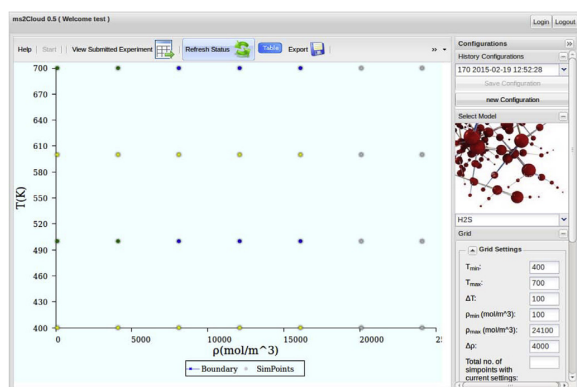 ms2Cloud 0.5 ( Welcome test )
Login Logout
Help Start View Submitted Experiment Refresh Status Table Export »
Configurations »
History Configurations
170 2015-02-19 12:52:28
Save Configuration
new Configuration
Select Model
H2S
Grid
Grid Settings
Tmin: 400
Tmax: 700
ΔT: 100
ρmin (mol/m^3): 100
ρmax (mol/m^3): 24100
Δρ: 4000
Total no. of
simpoints with
current settings:
T(K)
700
670
640
610
580
550
520
490
460
430
400
0 5000 10000 15000 20000 25
ρ(mol/m^3)
Boundary SimPoints